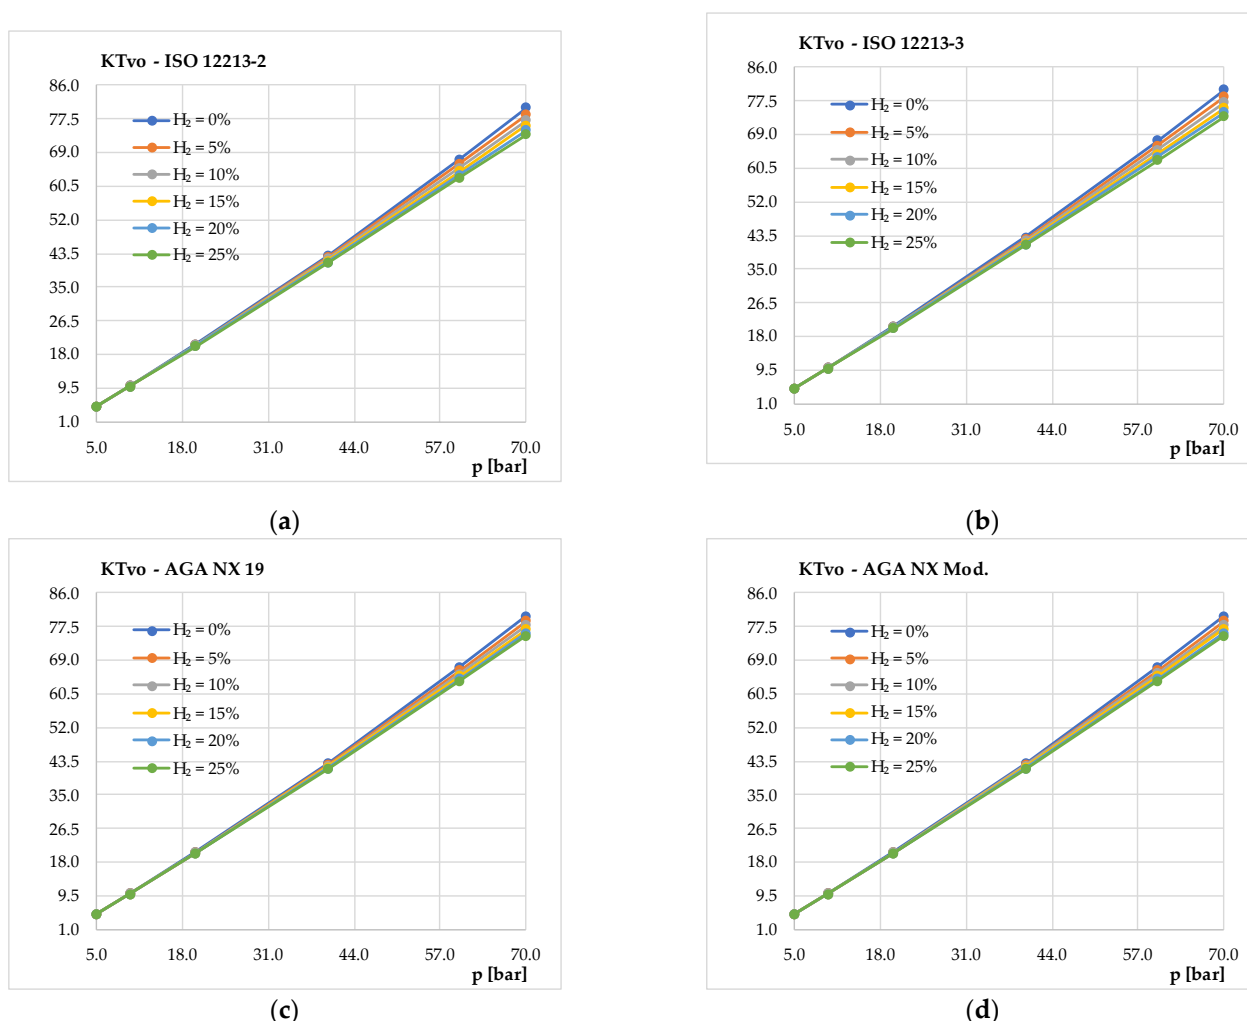 KTvo - ISO 12213-2
86.0
77.5
69.0
60.5
52.0
43.5
35.0
26.5
18.0
9.5
1.0
H₂ = 0%
H₂ = 5%
H₂ = 10%
H₂ = 15%
H₂ = 20%
H₂ = 25%
5.0 18.0 31.0 44.0 57.0 70.0
p [bar]
(a)
KTvo - ISO 12213-3
86.0
77.5
69.0
60.5
52.0
43.5
35.0
26.5
18.0
9.5
1.0
H₂ = 0%
H₂ = 5%
H₂ = 10%
H₂ = 15%
H₂ = 20%
H₂ = 25%
5.0 18.0 31.0 44.0 57.0 70.0
p [bar]
(b)
KTvo - AGA NX 19
86.0
77.5
69.0
60.5
52.0
43.5
35.0
26.5
18.0
9.5
1.0
H₂ = 0%
H₂ = 5%
H₂ = 10%
H₂ = 15%
H₂ = 20%
H₂ = 25%
5.0 18.0 31.0 44.0 57.0 70.0
p [bar]
(c)
KTvo - AGA NX Mod.
86.0
77.5
69.0
60.5
52.0
43.5
35.0
26.5
18.0
9.5
1.0
H₂ = 0%
H₂ = 5%
H₂ = 10%
H₂ = 15%
H₂ = 20%
H₂ = 25%
5.0 18.0 31.0 44.0 57.0 70.0
p [bar]
(d)